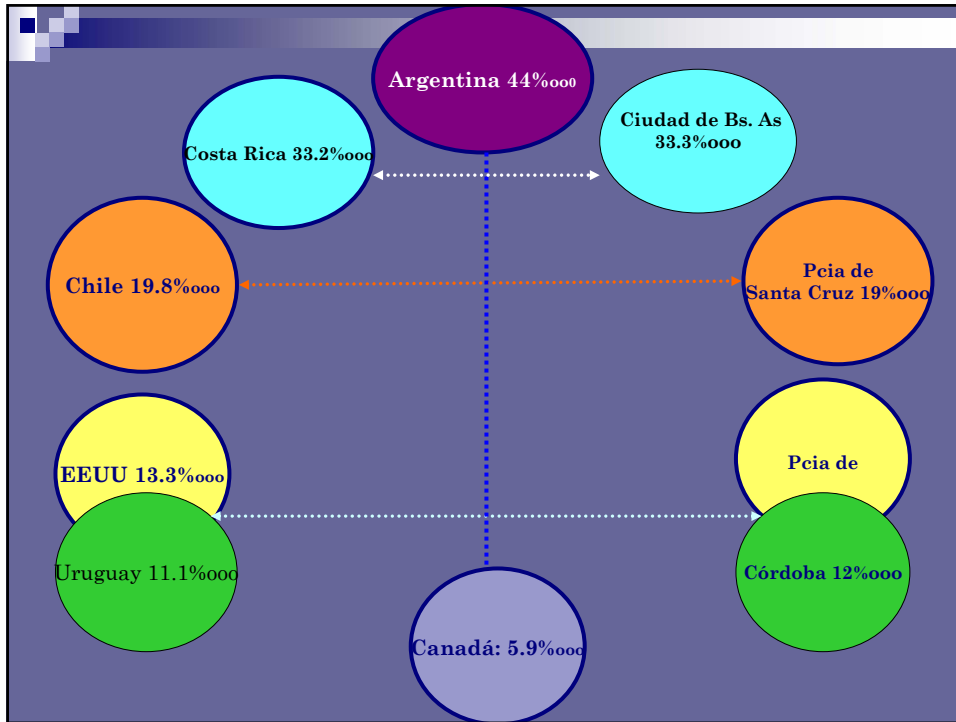 Argentina 44%ooo
Ciudad de Bs. As
33.3%ooo
Costa Rica 33.2%ooo
Chile 19.8%ooo
Pcia de
Santa Cruz 19%ooo
EEUU 13.3%ooo
Pcia de
Uruguay 11.1%ooo
Córdoba 12%ooo
Canadá: 5.9%ooo